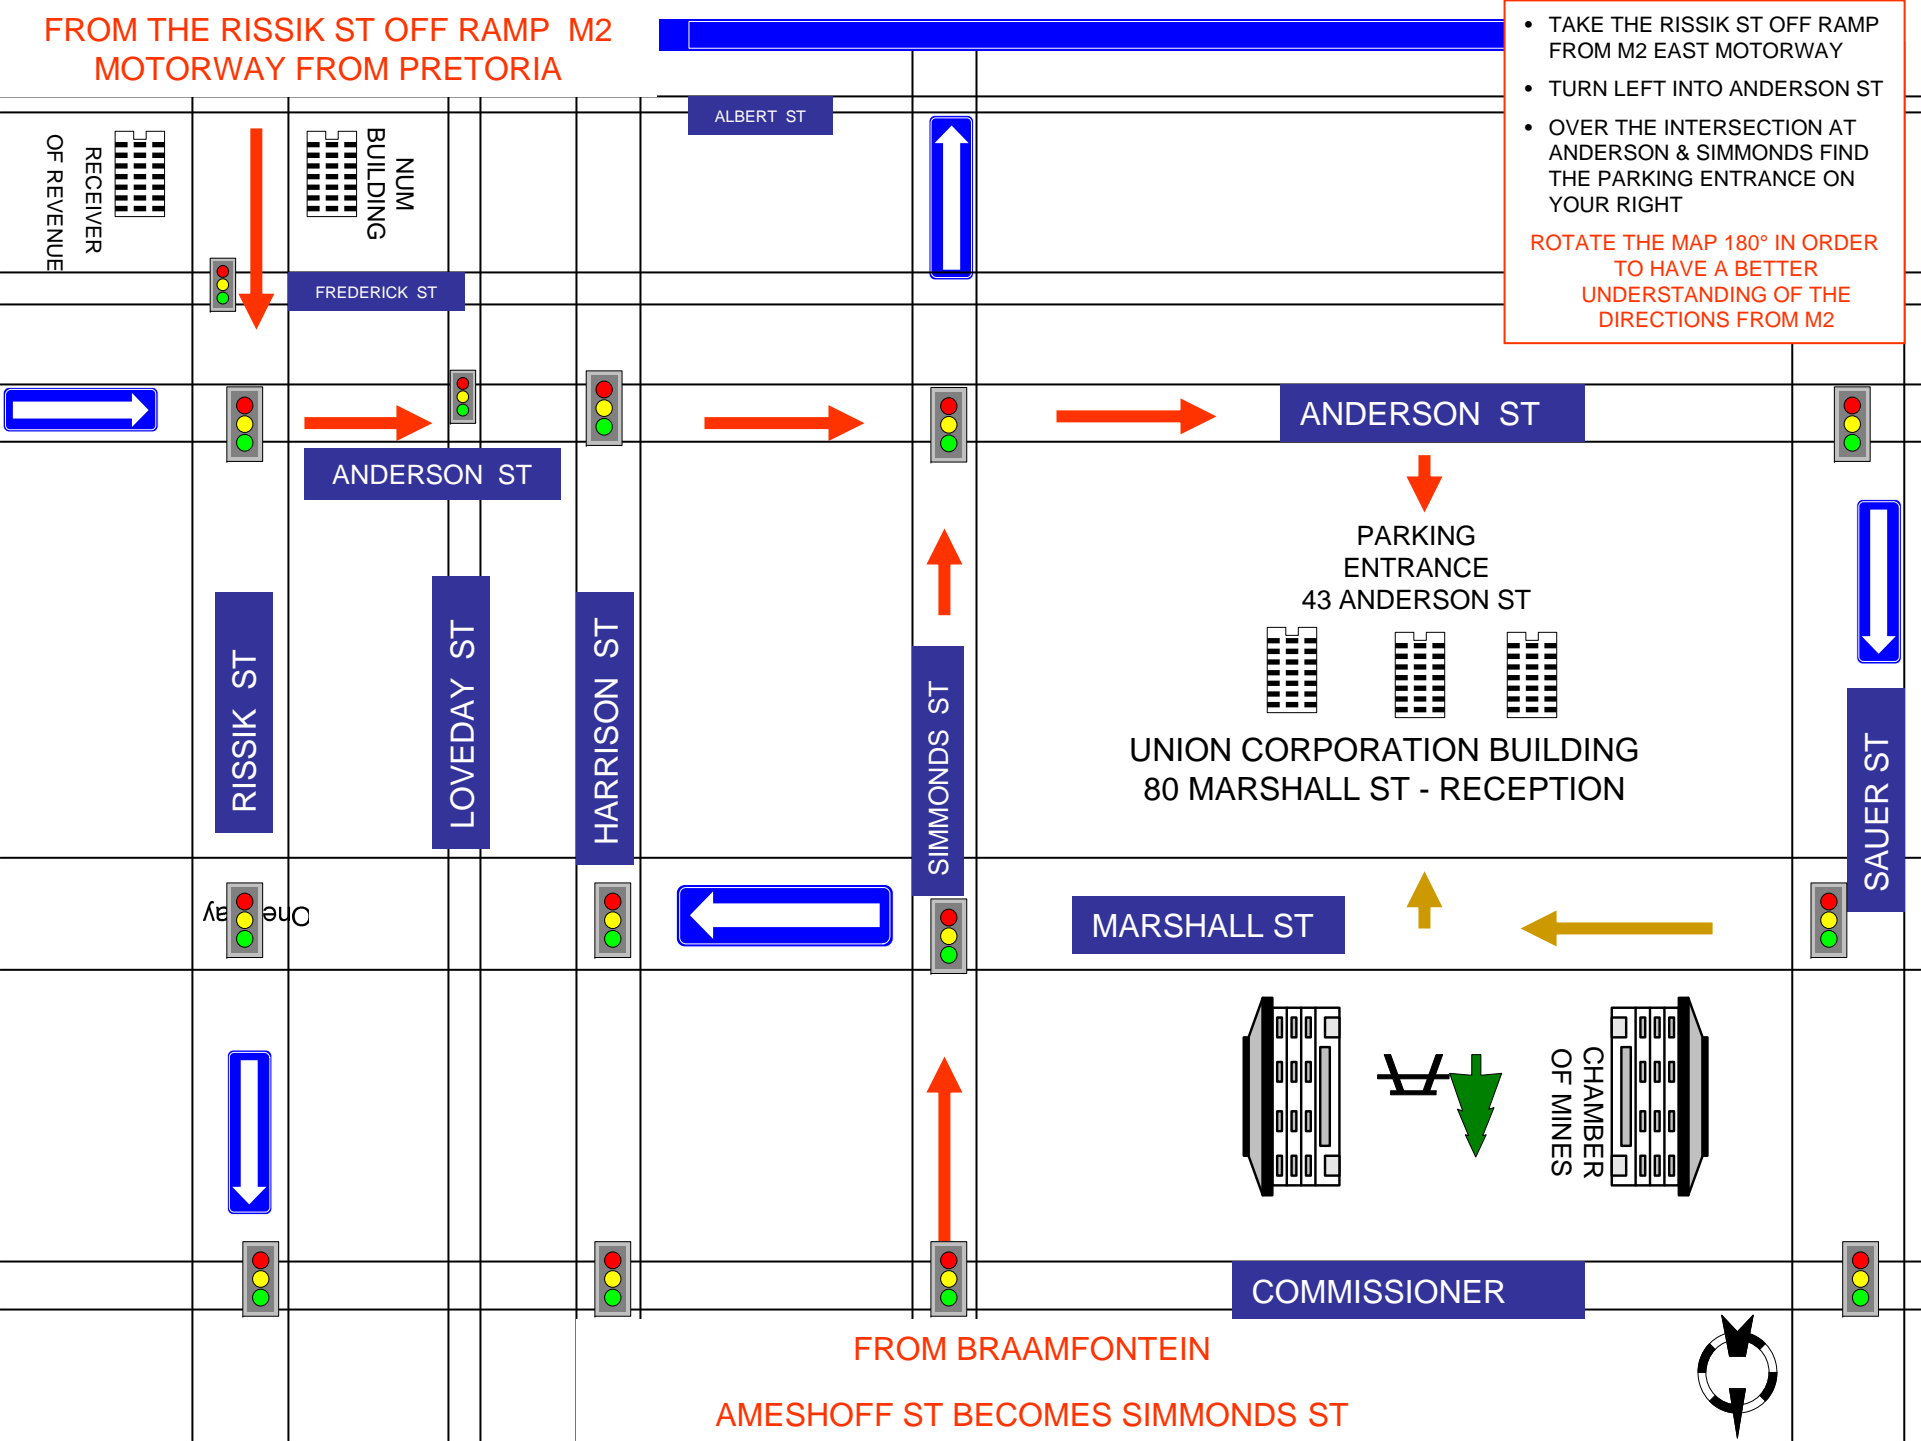 FROM THE RISSIK ST OFF RAMP M2
MOTORWAY FROM PRETORIA
• TAKE THE RISSIK ST OFF RAMP
FROM M2 EAST MOTORWAY
• TURN LEFT INTO ANDERSON ST
• OVER THE INTERSECTION AT
ANDERSON & SIMMONDS FIND
THE PARKING ENTRANCE ON
YOUR RIGHT
ROTATE THE MAP 180° IN ORDER
TO HAVE A BETTER
UNDERSTANDING OF THE
DIRECTIONS FROM M2
ALBERT ST
RECEIVER
OF REVENUE
NUM
BUILDING
FREDERICK ST
ANDERSON ST
ANDERSON ST
PARKING
ENTRANCE
43 ANDERSON ST
RISSIK ST
LOVEDAY ST
HARRISON ST
SIMMONDS ST
UNION CORPORATION BUILDING
80 MARSHALL ST - RECEPTION
SAUER ST
MARSHALL ST
CHAMBER
OF MINES
COMMISSIONER
FROM BRAAMFONTEIN
AMESHOFF ST BECOMES SIMMONDS ST